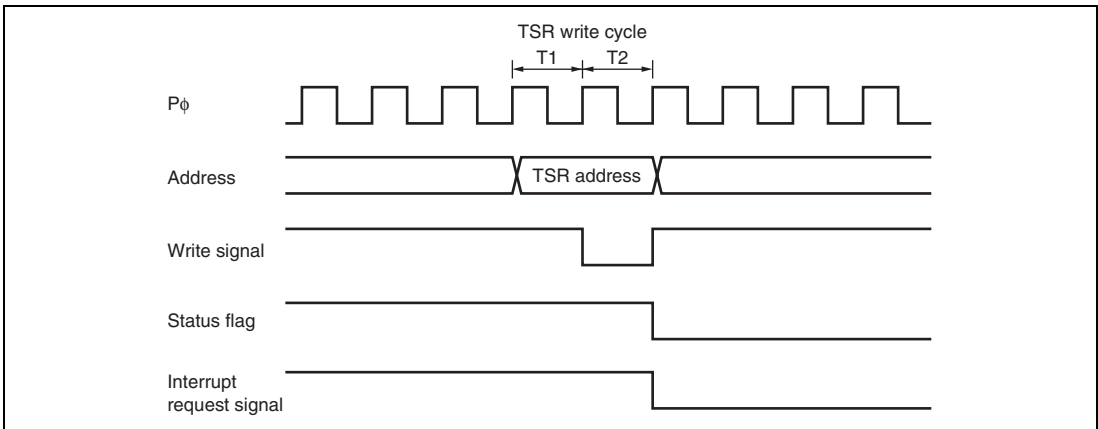 TSR write cycle
T1 T2
Pϕ
Address
TSR address
Write signal
Status flag
Interrupt
request signal